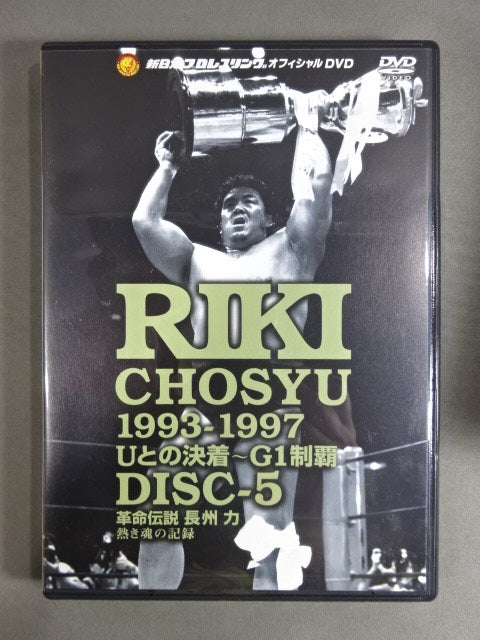 新日本プロレスリング オフィシャルDVD
DVD
VIDEO
RIKI
CHOSYU
1993-1997
Uとの決着～G1制覇
DISC-5
革命伝説 長州 力
熱き魂の記録